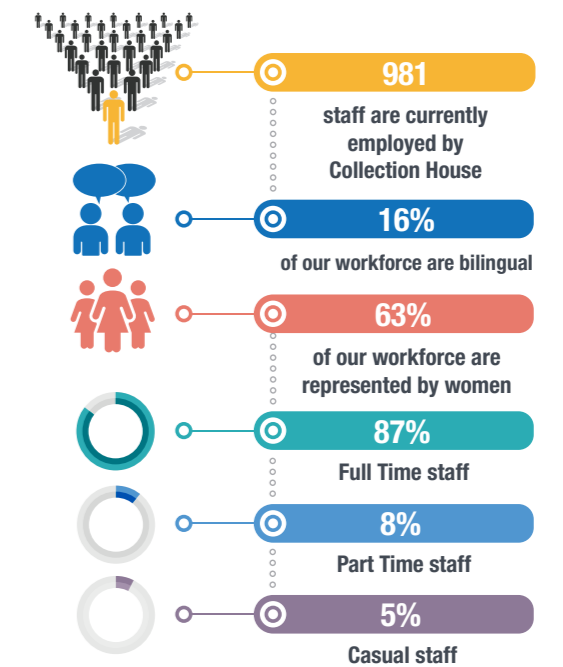 981
staff are currently
employed by
Collection House
16%
of our workforce are bilingual
63%
of our workforce are
represented by women
87%
Full Time staff
8%
Part Time staff
5%
Casual staff